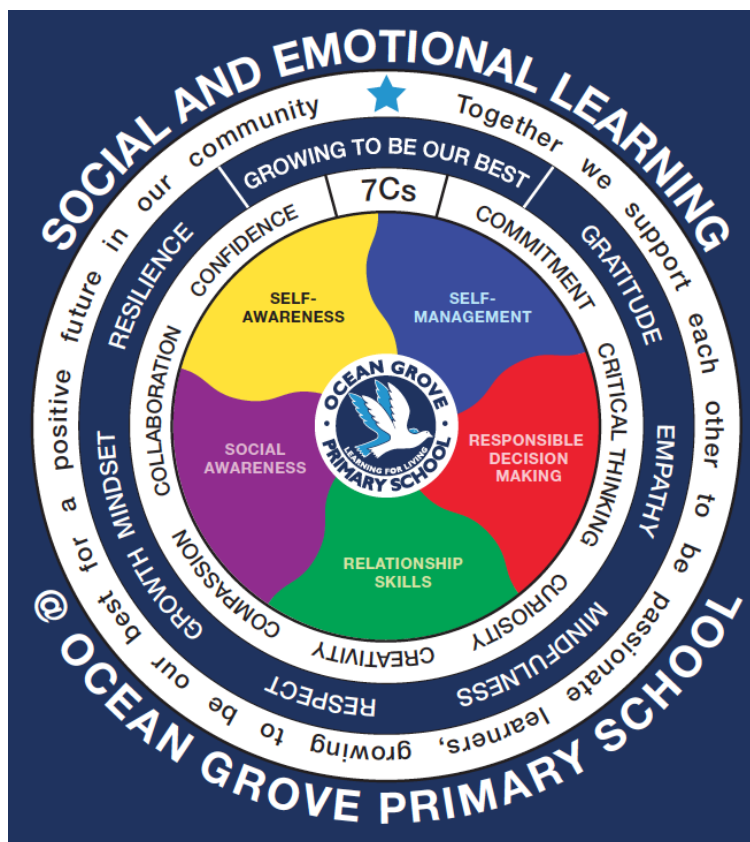 SOCIAL AND EMOTIONAL LEARNING
@ OCEAN GROVE PRIMARY SCHOOL
Together we support each other to be passionate learners, growing to be our best for a positive future in our community
GROWING TO BE OUR BEST
GRATITUDE
EMPATHY
MINDFULNESS
RESPECT
GROWTH MINDSET
RESILIENCE
7Cs
COMMITMENT
CRITICAL THINKING
CURIOSITY
CREATIVITY
COMPASSION
COLLABORATION
CONFIDENCE
SELF-
AWARENESS
SELF-
MANAGEMENT
RESPONSIBLE
DECISION
MAKING
RELATIONSHIP
SKILLS
SOCIAL
AWARENESS
OCEAN GROVE
PRIMARY SCHOOL
LEARNING FOR LIVING